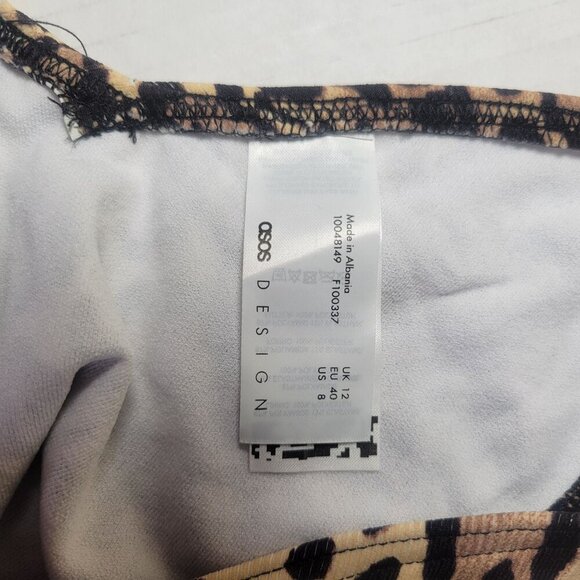 asos DESIGN
Made in Albania
10048149 F100337
UK 12
EU 40
US 8